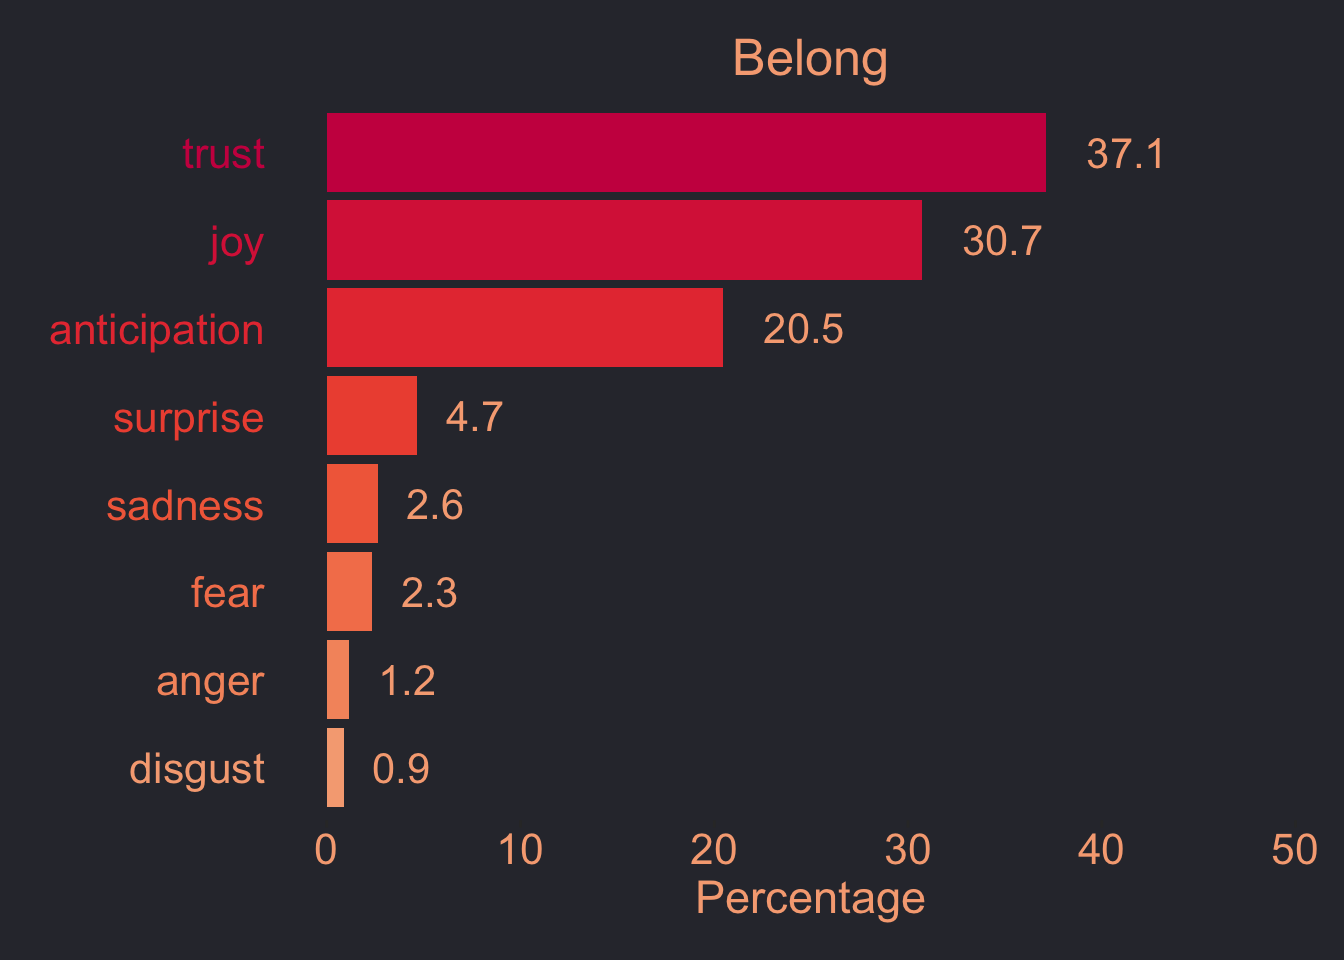 Belong
trust 37.1
joy 30.7
anticipation 20.5
surprise 4.7
sadness 2.6
fear 2.3
anger 1.2
disgust 0.9
0 10 20 30 40 50
Percentage